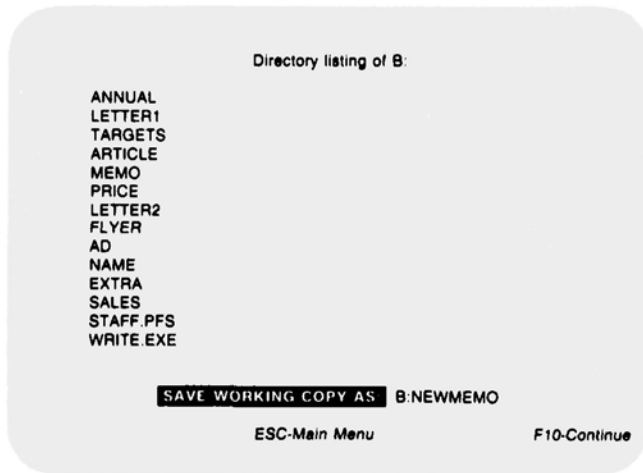 Directory listing of B:
ANNUAL
LETTER1
TARGETS
ARTICLE
MEMO
PRICE
LETTER2
FLYER
AD
NAME
EXTRA
SALES
STAFF.PFS
WRITE.EXE
SAVE WORKING COPY AS: B:NEWMEMO
ESC-Main Menu F10-Continue